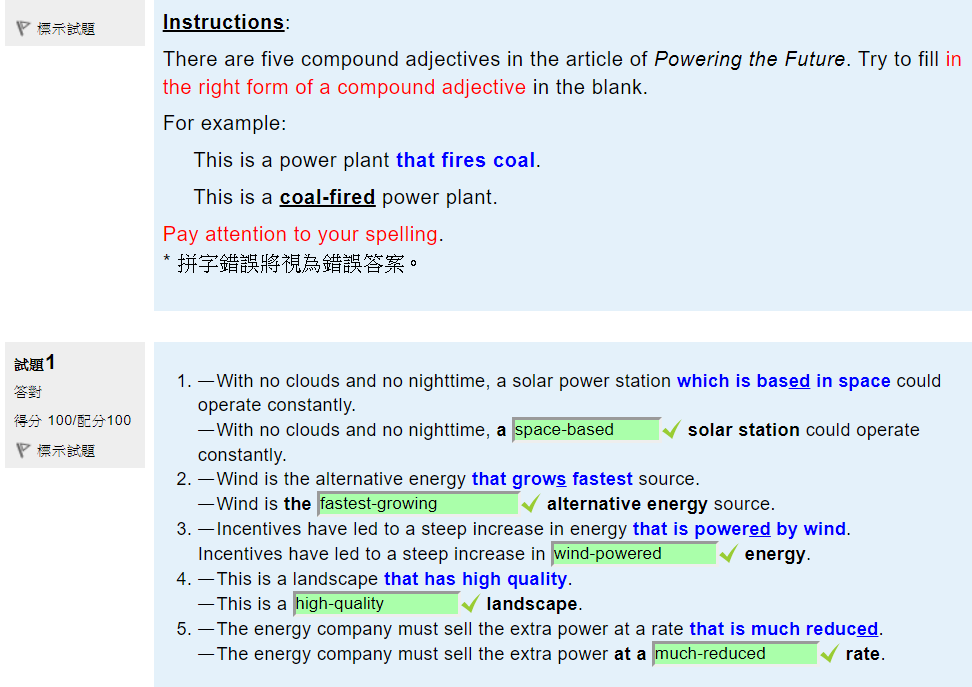 標示試題
Instructions:
There are five compound adjectives in the article of Powering the Future. Try to fill in
the right form of a compound adjective in the blank.
For example:
This is a power plant that fires coal.
This is a coal-fired power plant.
Pay attention to your spelling.
* 拼字錯誤將視為錯誤答案。
試題1
答對
得分 100/配分100
標示試題
1. —With no clouds and no nighttime, a solar power station which is based in space could
operate constantly.
—With no clouds and no nighttime, a space-based solar station could operate
constantly.
2. —Wind is the alternative energy that grows fastest source.
—Wind is the fastest-growing alternative energy source.
3. —Incentives have led to a steep increase in energy that is powered by wind.
Incentives have led to a steep increase in wind-powered energy.
4. —This is a landscape that has high quality.
—This is a high-quality landscape.
5. —The energy company must sell the extra power at a rate that is much reduced.
—The energy company must sell the extra power at a much-reduced rate.